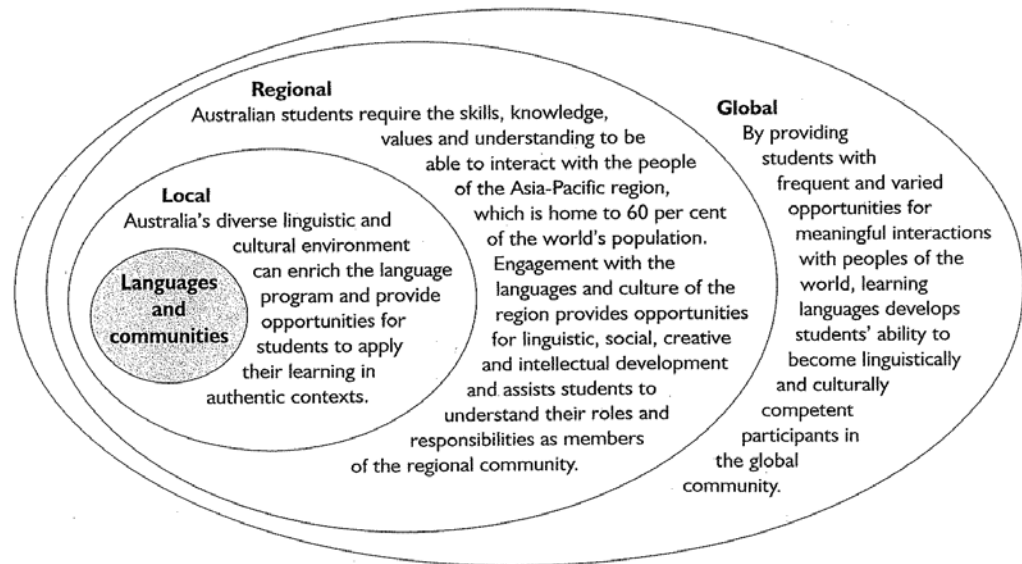 Regional
Australian students require the skills, knowledge,
values and understanding to be
able to interact with the people
of the Asia-Pacific region,
which is home to 60 per cent
of the world's population.
Engagement with the
languages and culture of the
region provides opportunities
for linguistic, social, creative
and intellectual development
and assists students to
understand their roles and
responsibilities as members
of the regional community.
Local
Australia's diverse linguistic and
cultural environment
can enrich the language
program and provide
opportunities for
students to apply
their learning in
authentic contexts.
Languages
and
communities
Global
By providing
students with
frequent and varied
opportunities for
meaningful interactions
with peoples of the
world, learning
languages develops
students' ability to
become linguistically
and culturally
competent
participants in
the global
community.